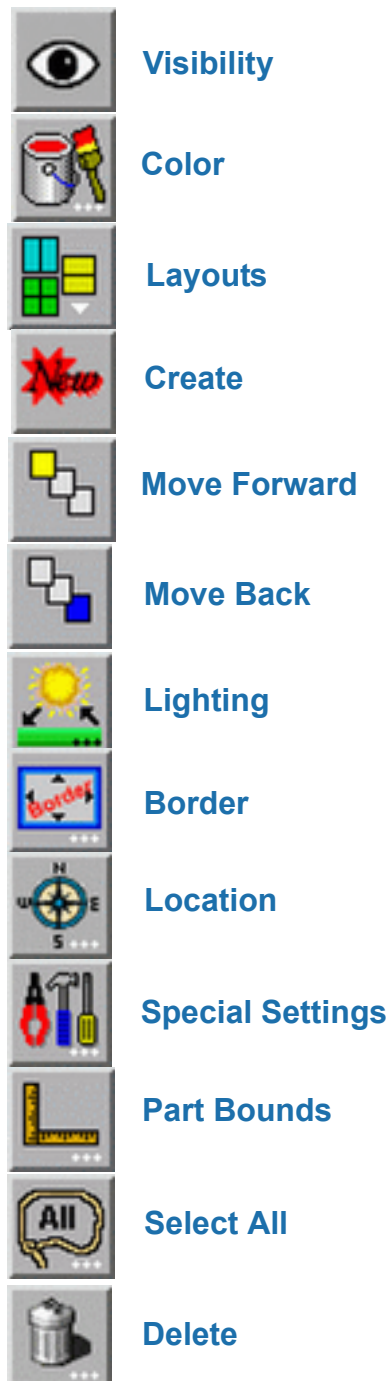 Visibility
Color
Layouts
New
Create
Move Forward
Move Back
Lighting
Border
Border
N
W E
S
Location
Special Settings
Part Bounds
All
Select All
Delete